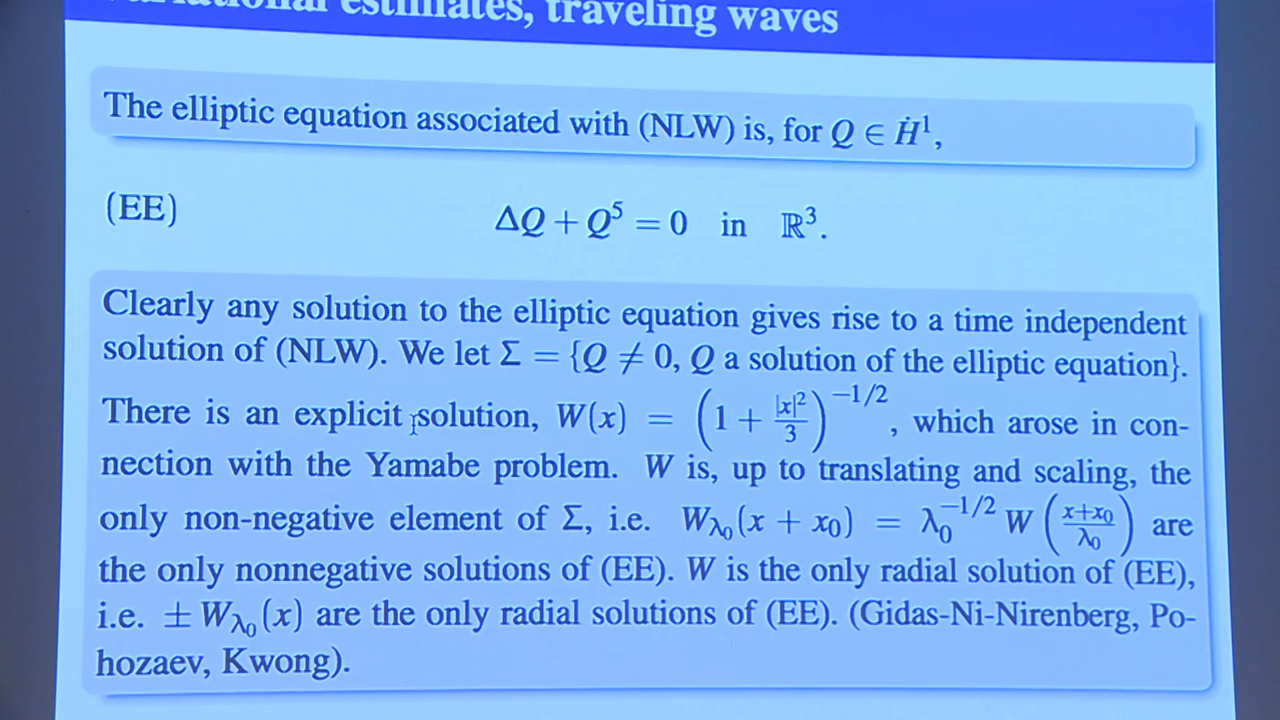 estimates, traveling waves
The elliptic equation associated with (NLW) is, for Q ∈ Ḣ¹,
(EE) ΔQ + Q⁵ = 0 in ℝ³.
Clearly any solution to the elliptic equation gives rise to a time independent
solution of (NLW). We let Σ = {Q ≠ 0, Q a solution of the elliptic equation}.
There is an explicit solution, W(x) = (1 + |x|²/3)^{-1/2}, which arose in con-
nection with the Yamabe problem. W is, up to translating and scaling, the
only non-negative element of Σ, i.e. W_{λ₀}(x + x₀) = λ₀^{-1/2} W((x+x₀)/λ₀) are
the only nonnegative solutions of (EE). W is the only radial solution of (EE),
i.e. ± W_{λ₀}(x) are the only radial solutions of (EE). (Gidas-Ni-Nirenberg, Po-
hozaev, Kwong).